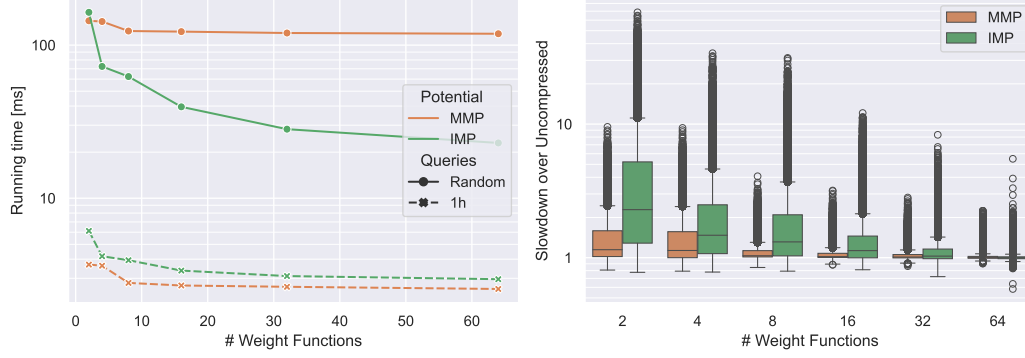 100
10
Running time [ms]
0
10
20
30
40
50
60
# Weight Functions
Potential
MMP
IMP
Queries
Random
1h
10
1
Slowdown over Uncompressed
2
4
8
16
32
64
# Weight Functions
MMP
IMP